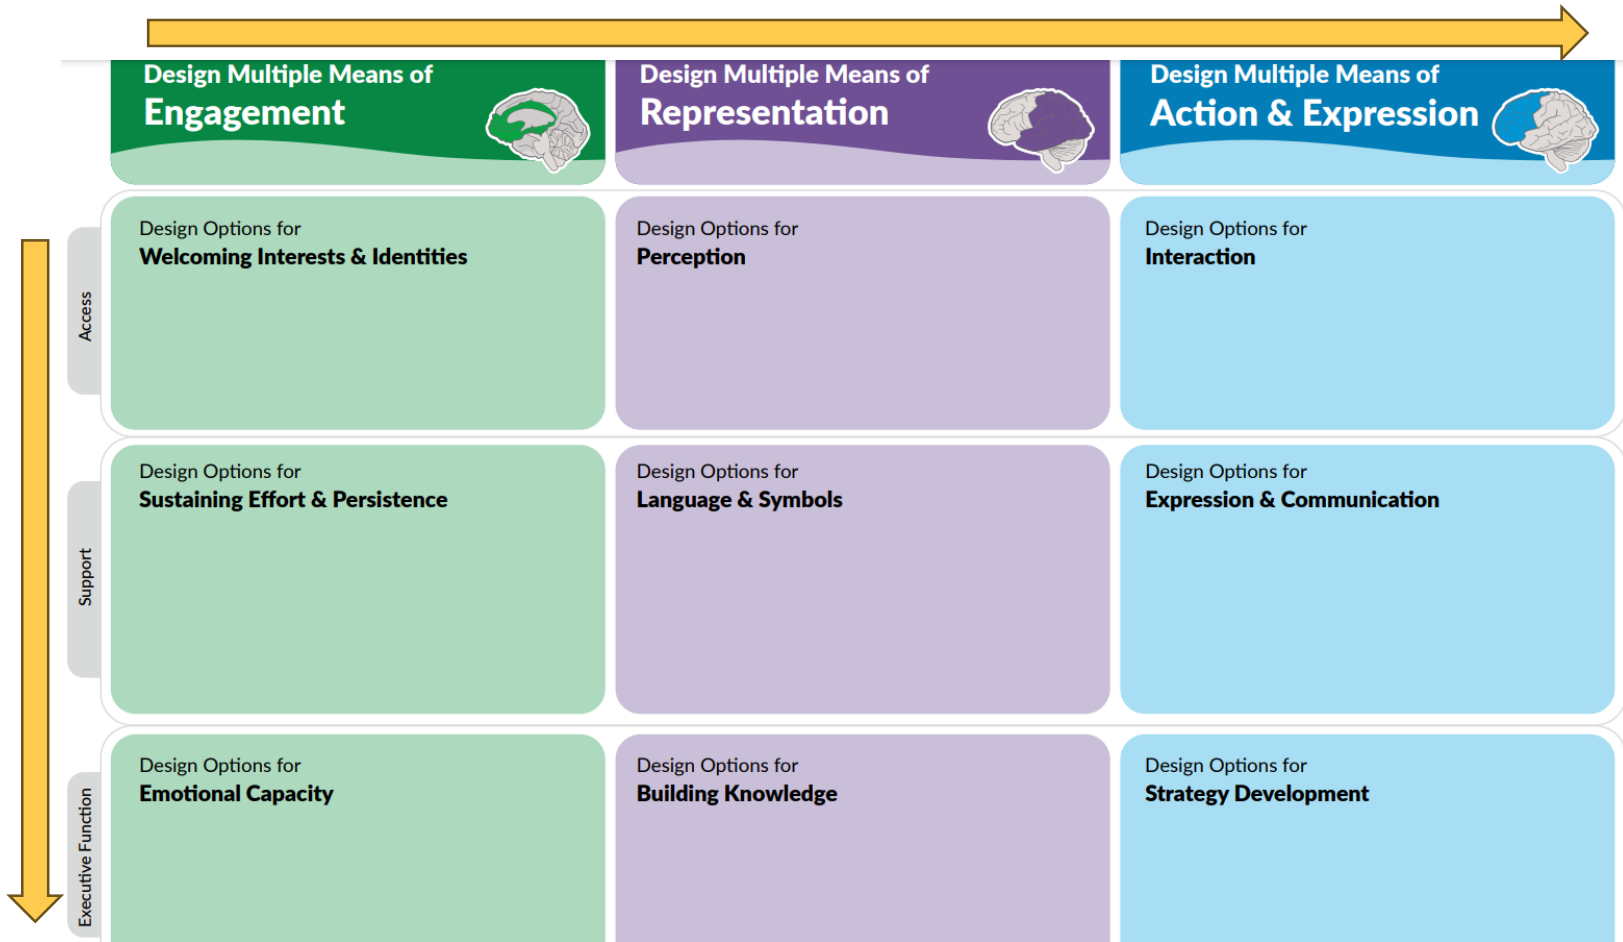 Design Multiple Means of
Engagement
Design Multiple Means of
Representation
Design Multiple Means of
Action & Expression
Access
Design Options for
Welcoming Interests & Identities
Design Options for
Perception
Design Options for
Interaction
Support
Design Options for
Sustaining Effort & Persistence
Design Options for
Language & Symbols
Design Options for
Expression & Communication
Executive Function
Design Options for
Emotional Capacity
Design Options for
Building Knowledge
Design Options for
Strategy Development